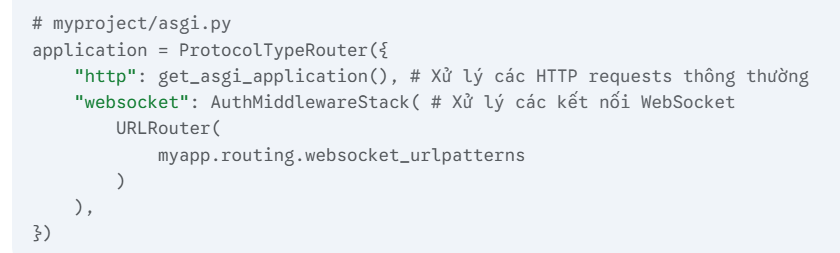 # myproject/asgi.py
application = ProtocolTypeRouter({
    "http": get_asgi_application(), # Xử lý các HTTP requests thông thường
    "websocket": AuthMiddlewareStack( # Xử lý các kết nối WebSocket
        URLRouter(
            myapp.routing.websocket_urlpatterns
        )
    ),
})